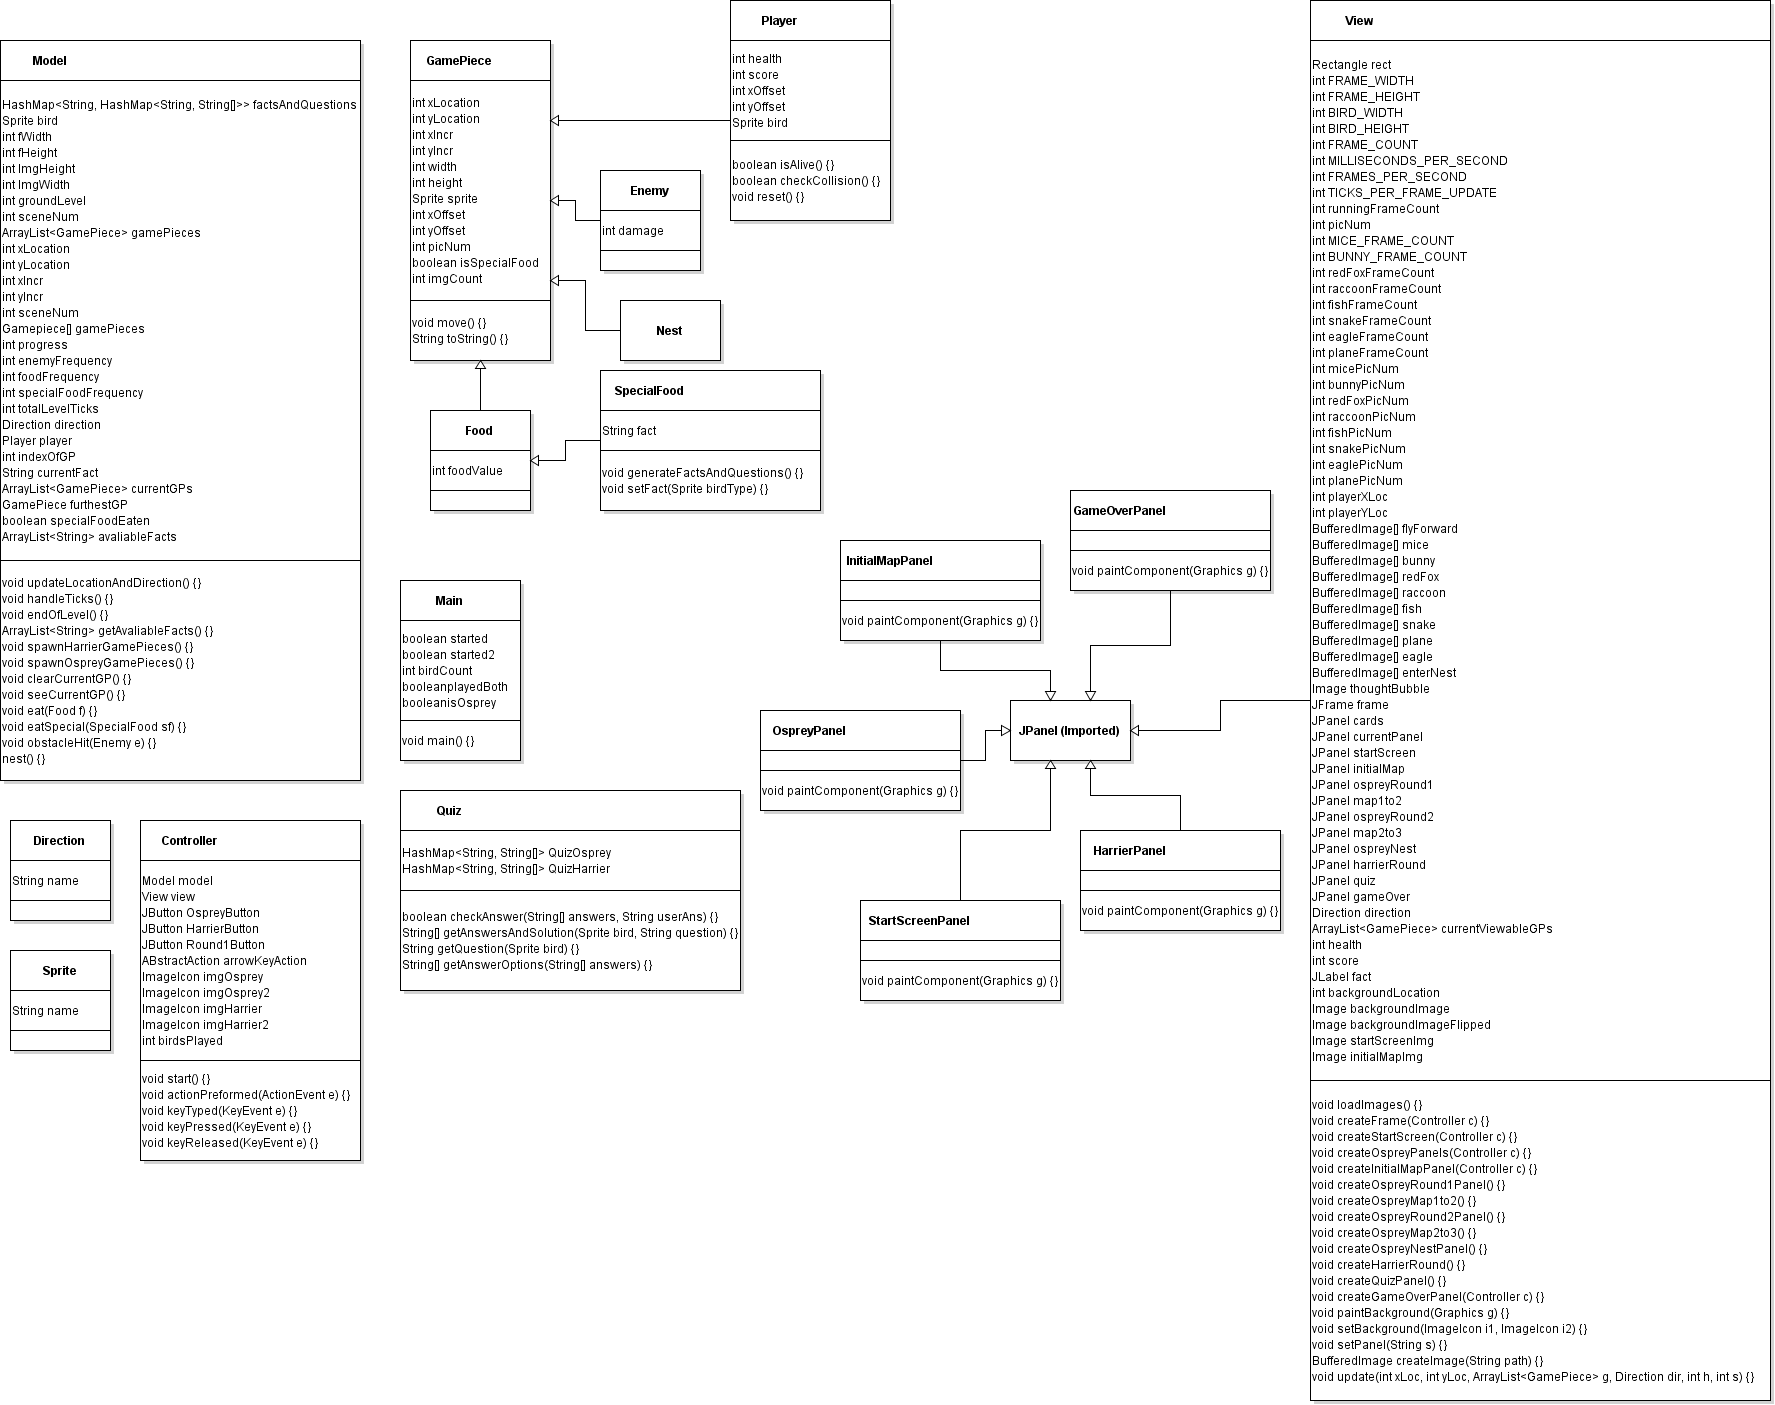 Model
HashMap<String, HashMap<String, String[]>> factsAndQuestions
Sprite bird
int fWidth
int fHeight
int ImgHeight
int ImgWidth
int groundLevel
int sceneNum
ArrayList<GamePiece> gamePieces
int xLocation
int yLocation
int xIncr
int yIncr
int sceneNum
Gamepiece[] gamePieces
int progress
int enemyFrequency
int foodFrequency
int specialFoodFrequency
int totalLevelTicks
Direction direction
Player player
int indexOfGP
String currentFact
ArrayList<GamePiece> currentGPs
GamePiece furthestGP
boolean specialFoodEaten
ArrayList<String> avaliableFacts
void updateLocationAndDirection() {}
void handleTicks() {}
void endOfLevel() {}
ArrayList<String> getAvaliableFacts() {}
void spawnHarrierGamePieces() {}
void spawnOspreyGamePieces() {}
void clearCurrentGP() {}
void seeCurrentGP() {}
void eat(Food f) {}
void eatSpecial(SpecialFood sf) {}
void obstacleHit(Enemy e) {}
nest() {}
GamePiece
int xLocation
int yLocation
int xIncr
int yIncr
int width
int height
Sprite sprite
int xOffset
int yOffset
int picNum
boolean isSpecialFood
int imgCount
void move() {}
String toString() {}
Player
int health
int score
int xOffset
int yOffset
Sprite bird
boolean isAlive() {}
boolean checkCollision() {}
void reset() {}
Enemy
int damage
Nest
Food
int foodValue
SpecialFood
String fact
void generateFactsAndQuestions() {}
void setFact(Sprite birdType) {}
Main
boolean started
boolean started2
int birdCount
booleanplayedBoth
booleanisOsprey
void main() {}
Quiz
HashMap<String, String[]> QuizOsprey
HashMap<String, String[]> QuizHarrier
boolean checkAnswer(String[] answers, String userAns) {}
String[] getAnswersAndSolution(Sprite bird, String question) {}
String getQuestion(Sprite bird) {}
String[] getAnswerOptions(String[] answers) {}
Direction
String name
Sprite
String name
Controller
Model model
View view
JButton OspreyButton
JButton HarrierButton
JButton Round1Button
ABstractAction arrowKeyAction
ImageIcon imgOsprey
ImageIcon imgOsprey2
ImageIcon imgHarrier
ImageIcon imgHarrier2
int birdsPlayed
void start() {}
void actionPreformed(ActionEvent e) {}
void keyTyped(KeyEvent e) {}
void keyPressed(KeyEvent e) {}
void keyReleased(KeyEvent e) {}
GameOverPanel
void paintComponent(Graphics g) {}
InitialMapPanel
void paintComponent(Graphics g) {}
OspreyPanel
void paintComponent(Graphics g) {}
JPanel (Imported)
HarrierPanel
void paintComponent(Graphics g) {}
StartScreenPanel
void paintComponent(Graphics g) {}
View
Rectangle rect
int FRAME_WIDTH
int FRAME_HEIGHT
int BIRD_WIDTH
int BIRD_HEIGHT
int FRAME_COUNT
int MILLISECONDS_PER_SECOND
int FRAMES_PER_SECOND
int TICKS_PER_FRAME_UPDATE
int runningFrameCount
int picNum
int MICE_FRAME_COUNT
int BUNNY_FRAME_COUNT
int redFoxFrameCount
int raccoonFrameCount
int fishFrameCount
int snakeFrameCount
int eagleFrameCount
int planeFrameCount
int micePicNum
int bunnyPicNum
int redFoxPicNum
int raccoonPicNum
int fishPicNum
int snakePicNum
int eaglePicNum
int planePicNum
int playerXLoc
int playerYLoc
BufferedImage[] flyForward
BufferedImage[] mice
BufferedImage[] bunny
BufferedImage[] redFox
BufferedImage[] raccoon
BufferedImage[] fish
BufferedImage[] snake
BufferedImage[] plane
BufferedImage[] eagle
BufferedImage[] enterNest
Image thoughtBubble
JFrame frame
JPanel cards
JPanel currentPanel
JPanel startScreen
JPanel initialMap
JPanel ospreyRound1
JPanel map1to2
JPanel ospreyRound2
JPanel map2to3
JPanel ospreyNest
JPanel harrierRound
JPanel quiz
JPanel gameOver
Direction direction
ArrayList<GamePiece> currentViewableGPs
int health
int score
JLabel fact
int backgroundLocation
Image backgroundImage
Image backgroundImageFlipped
Image startScreenImg
Image initialMapImg
void loadImages() {}
void createFrame(Controller c) {}
void createStartScreen(Controller c) {}
void createOspreyPanels(Controller c) {}
void createInitialMapPanel(Controller c) {}
void createOspreyRound1Panel() {}
void createOspreyMap1to2() {}
void createOspreyRound2Panel() {}
void createOspreyMap2to3() {}
void createOspreyNestPanel() {}
void createHarrierRound() {}
void createQuizPanel() {}
void createGameOverPanel(Controller c) {}
void paintBackground(Graphics g) {}
void setBackground(ImageIcon i1, ImageIcon i2) {}
void setPanel(String s) {}
BufferedImage createImage(String path) {}
void update(int xLoc, int yLoc, ArrayList<GamePiece> g, Direction dir, int h, int s) {}